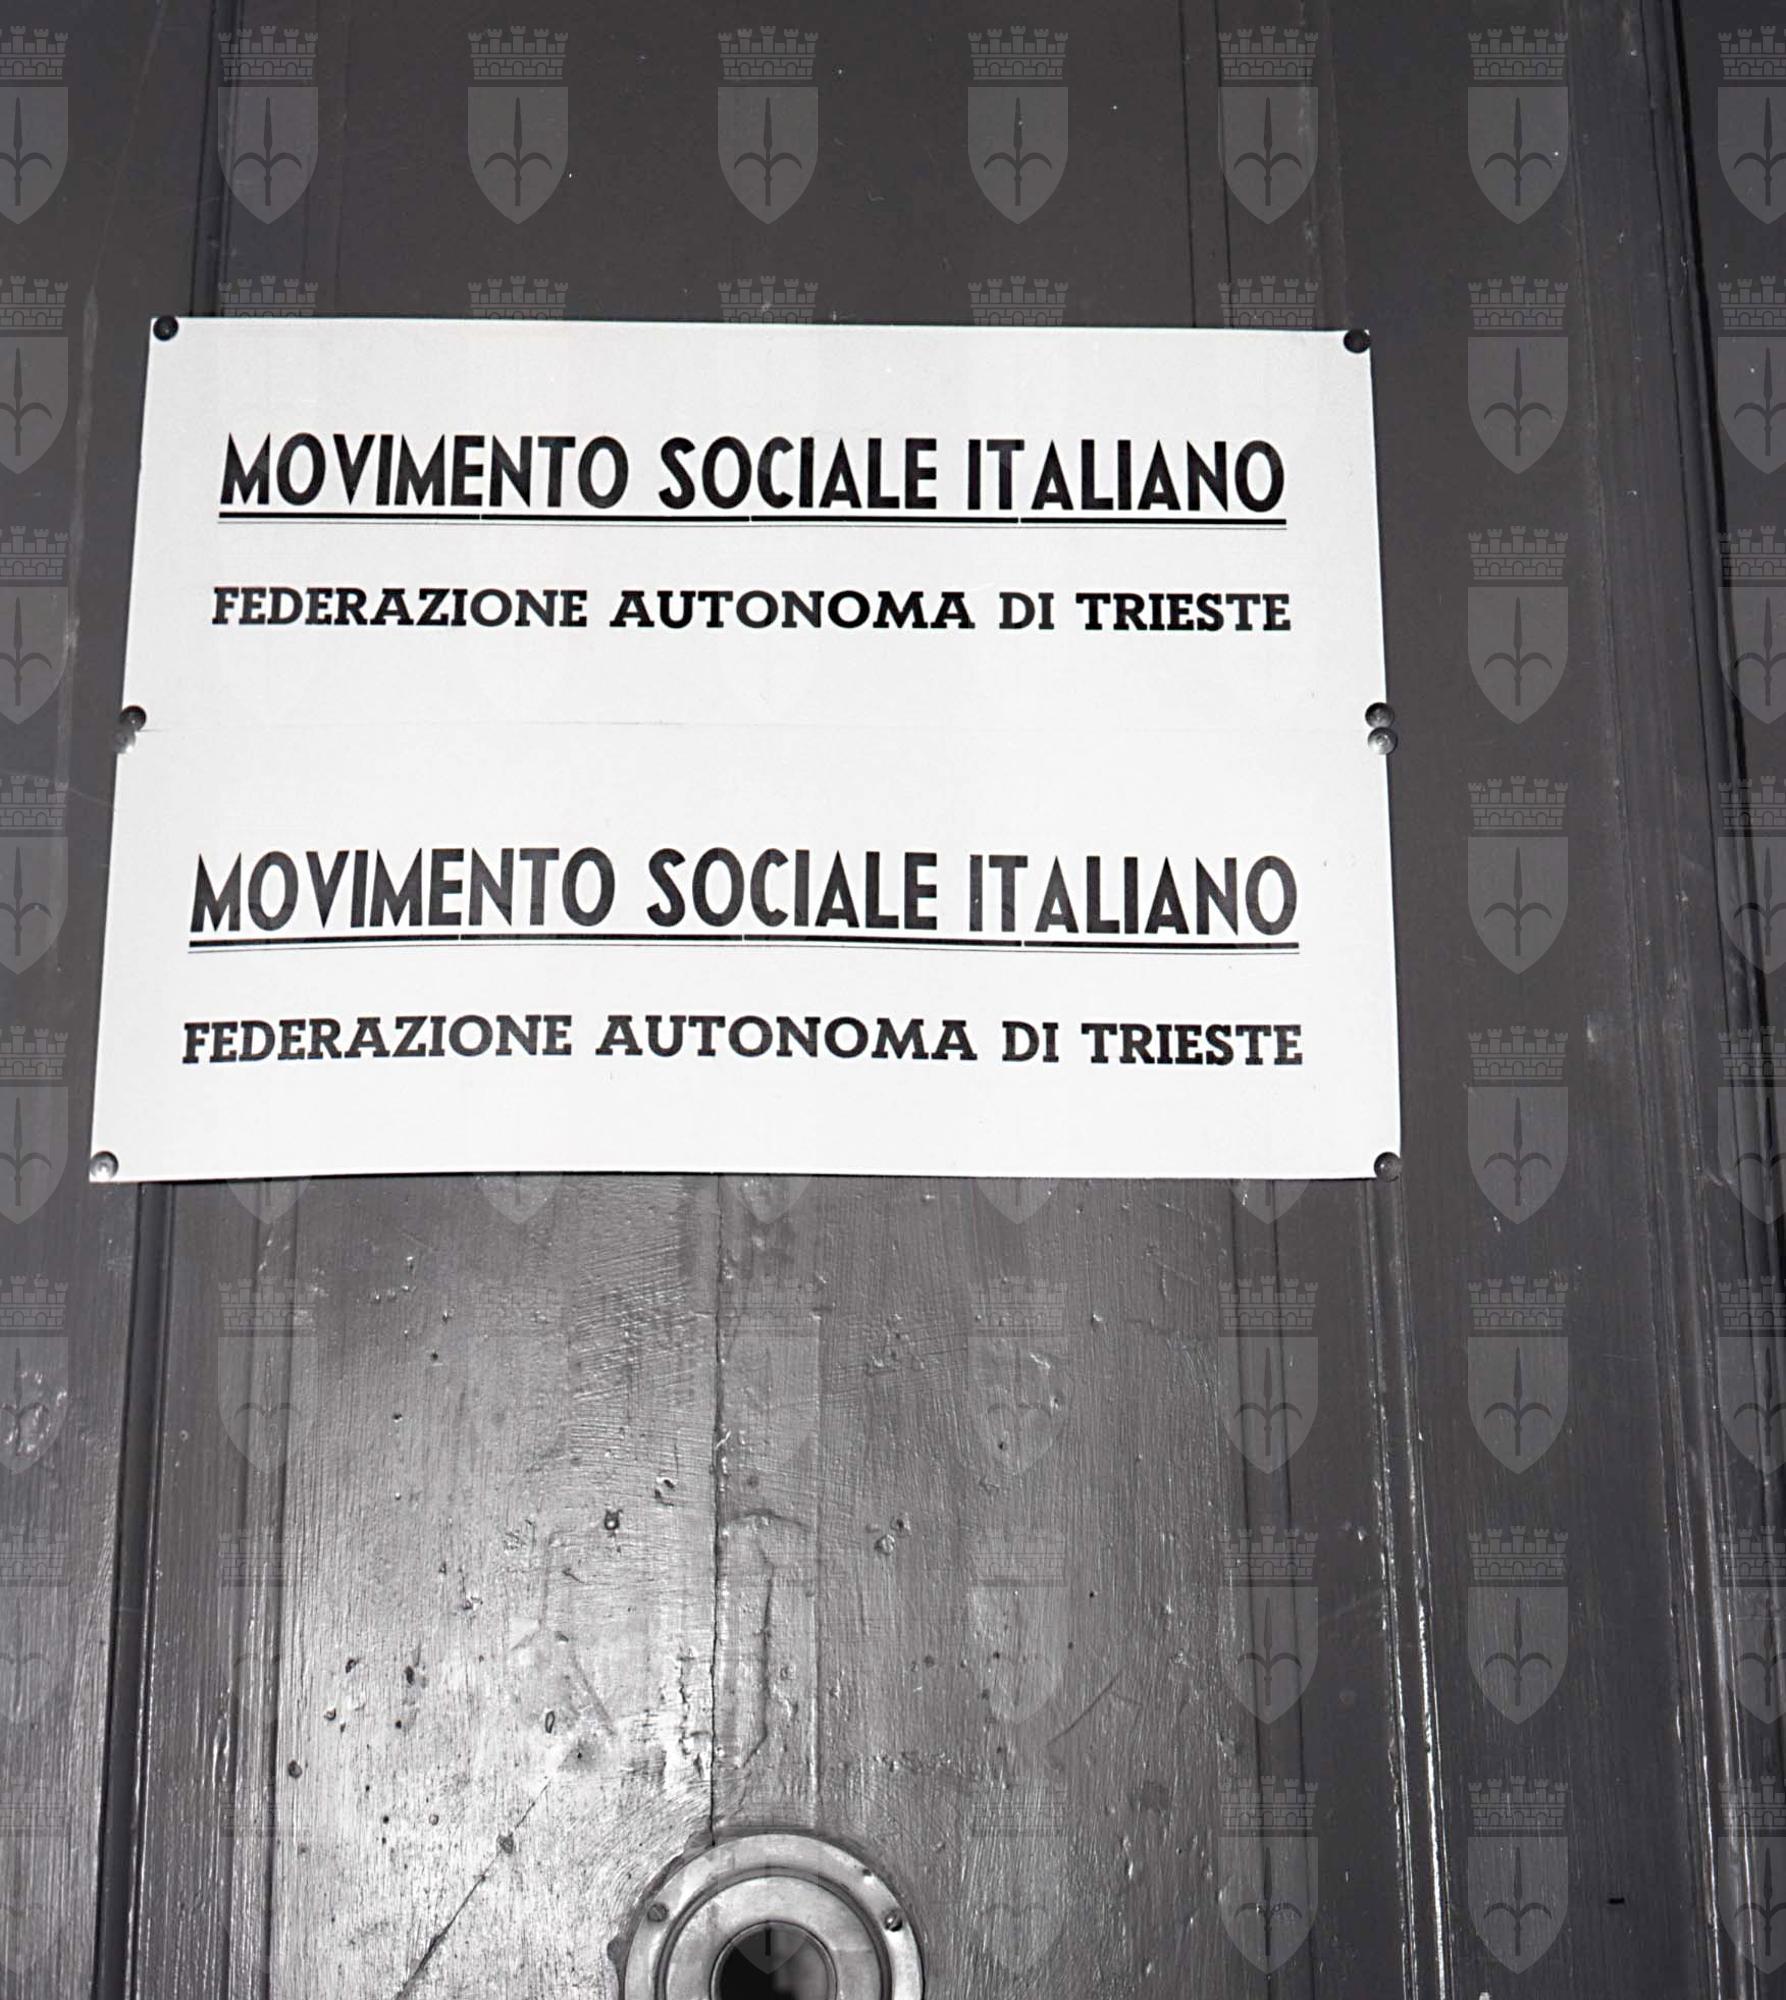 MOVIMENTO SOCIALE ITALIANO
FEDERAZIONE AUTONOMA DI TRIESTE
MOVIMENTO SOCIALE ITALIANO
FEDERAZIONE AUTONOMA DI TRIESTE